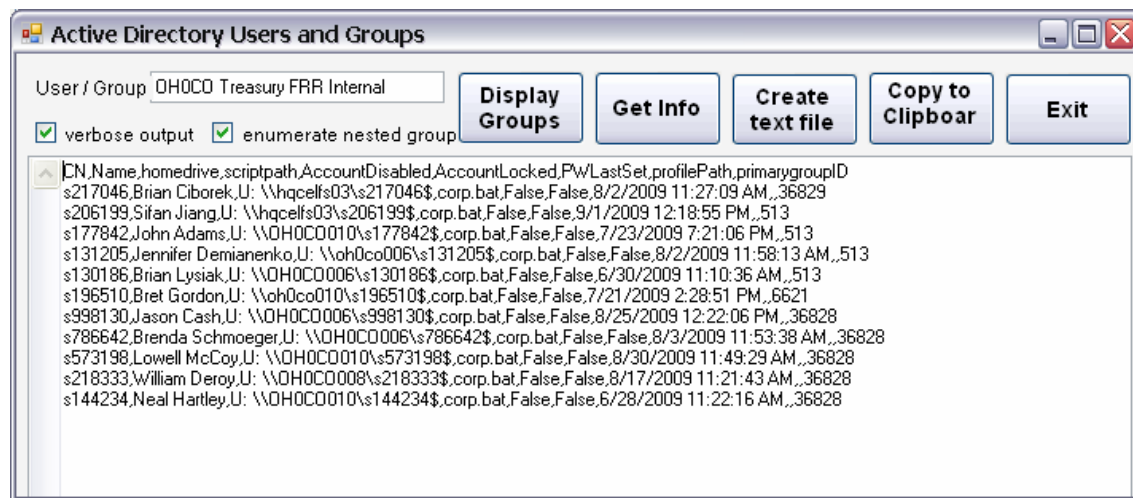 Active Directory Users and Groups
User / Group OH0CO Treasury FRR Internal
Display Groups
Get Info
Create text file
Copy to Clipboar
Exit
verbose output
enumerate nested group
CN,Name,homedrive,scriptpath,AccountDisabled,AccountLocked,PWLastSet,profilePath,primarygroupID
s217046,Brian Ciborek,U: \\hqcelfs03\s217046$,corp.bat,False,False,8/2/2009 11:27:09 AM,,36829
s206199,Sifan Jiang,U: \\hqcelfs03\s206199$,corp.bat,False,False,9/1/2009 12:18:55 PM,,513
s177842,John Adams,U: \\OH0CO010\s177842$,corp.bat,False,False,7/23/2009 7:21:06 PM,,513
s131205,Jennifer Demianenko,U: \\oh0co006\s131205$,corp.bat,False,False,8/2/2009 11:58:13 AM,,513
s130186,Brian Lysiak,U: \\OH0CO006\s130186$,corp.bat,False,False,6/30/2009 11:10:36 AM,,513
s196510,Bret Gordon,U: \\oh0co010\s196510$,corp.bat,False,False,7/21/2009 2:28:51 PM,,6621
s998130,Jason Cash,U: \\OH0CO006\s998130$,corp.bat,False,False,8/25/2009 12:22:06 PM,,36828
s786642,Brenda Schmoeger,U: \\OH0CO006\s786642$,corp.bat,False,False,8/3/2009 11:53:38 AM,,36828
s573198,Lowell McCoy,U: \\OH0CO010\s573198$,corp.bat,False,False,8/30/2009 11:49:29 AM,,36828
s218333,William Deroy,U: \\OH0CO008\s218333$,corp.bat,False,False,8/17/2009 11:21:43 AM,,36828
s144234,Neal Hartley,U: \\OH0CO010\s144234$,corp.bat,False,False,6/28/2009 11:22:16 AM,,36828